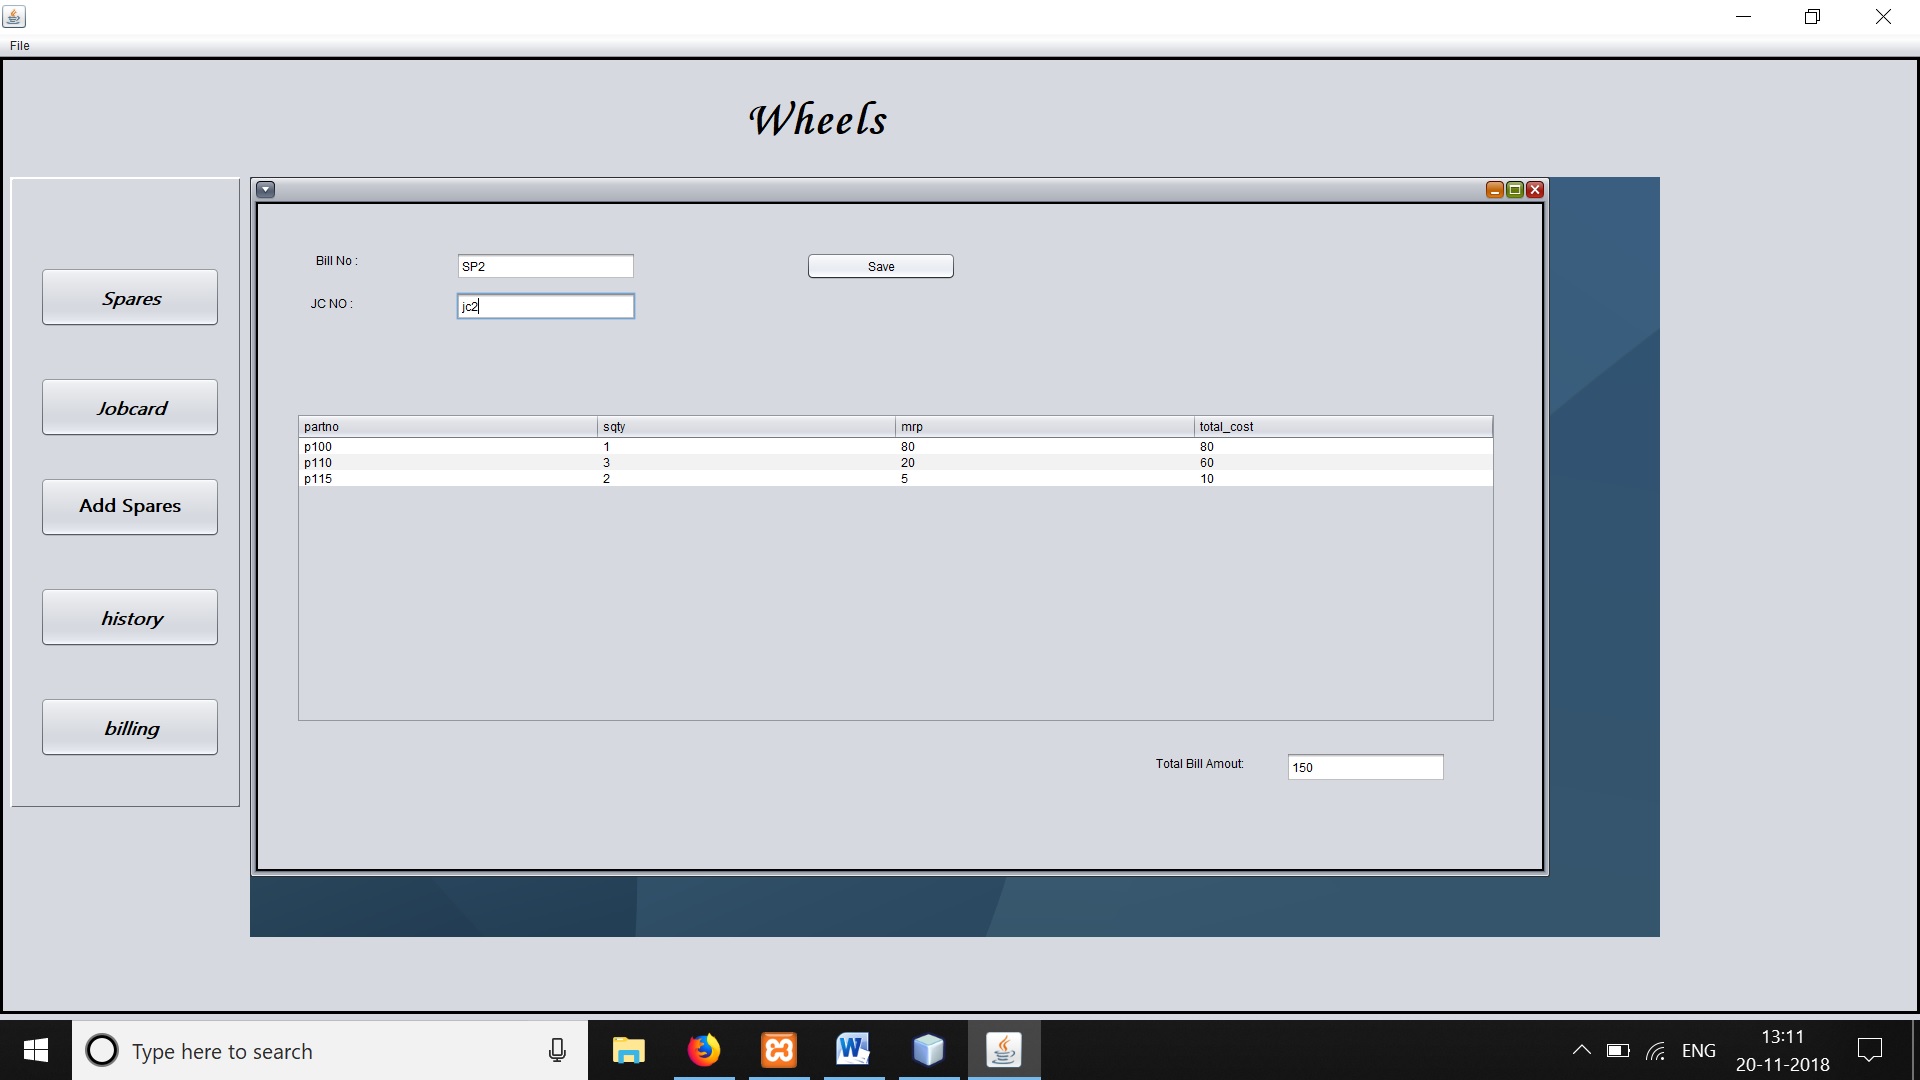 File
Wheels
Bill No :
SP2
Save
JC NO :
jc2
Spares
Jobcard
Add Spares
history
billing
partno sqty mrp total_cost
p100 1 80 80
p110 3 20 60
p115 2 5 10
Total Bill Amout:
150
Type here to search
ENG
13:11
20-11-2018